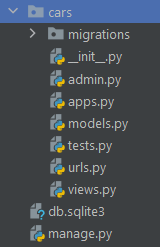 cars
migrations
__init__.py
admin.py
apps.py
models.py
tests.py
urls.py
views.py
db.sqlite3
manage.py